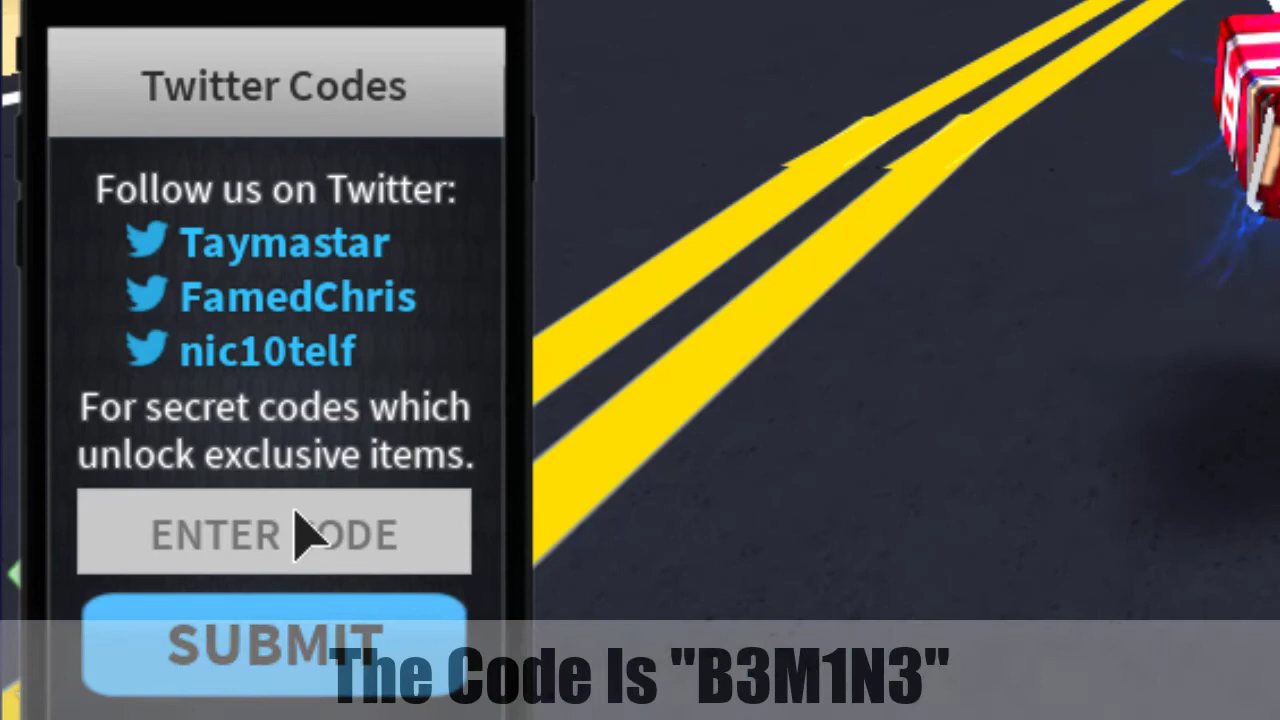 Twitter Codes
Follow us on Twitter:
Taymastar
FamedChris
nic10telf
For secret codes which
unlock exclusive items.
ENTER CODE
SUBMIT
The Code Is "B3M1N3"